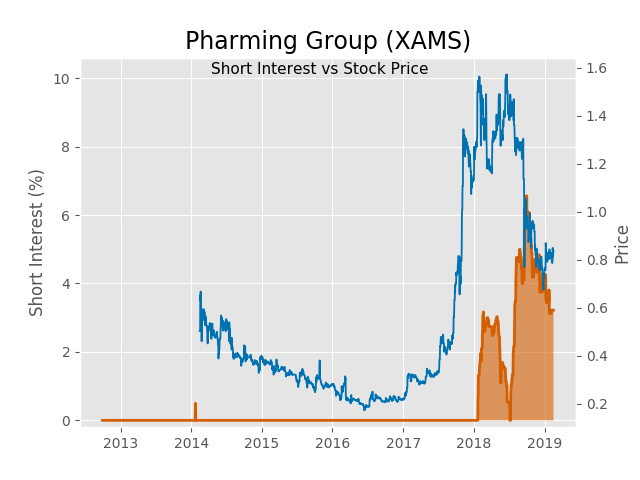 Pharming Group (XAMS)
Short Interest vs Stock Price
Short Interest (%)
10
8
6
4
2
0
1.6
1.4
1.2
1.0
0.8
0.6
0.4
0.2
Price
2013 2014 2015 2016 2017 2018 2019